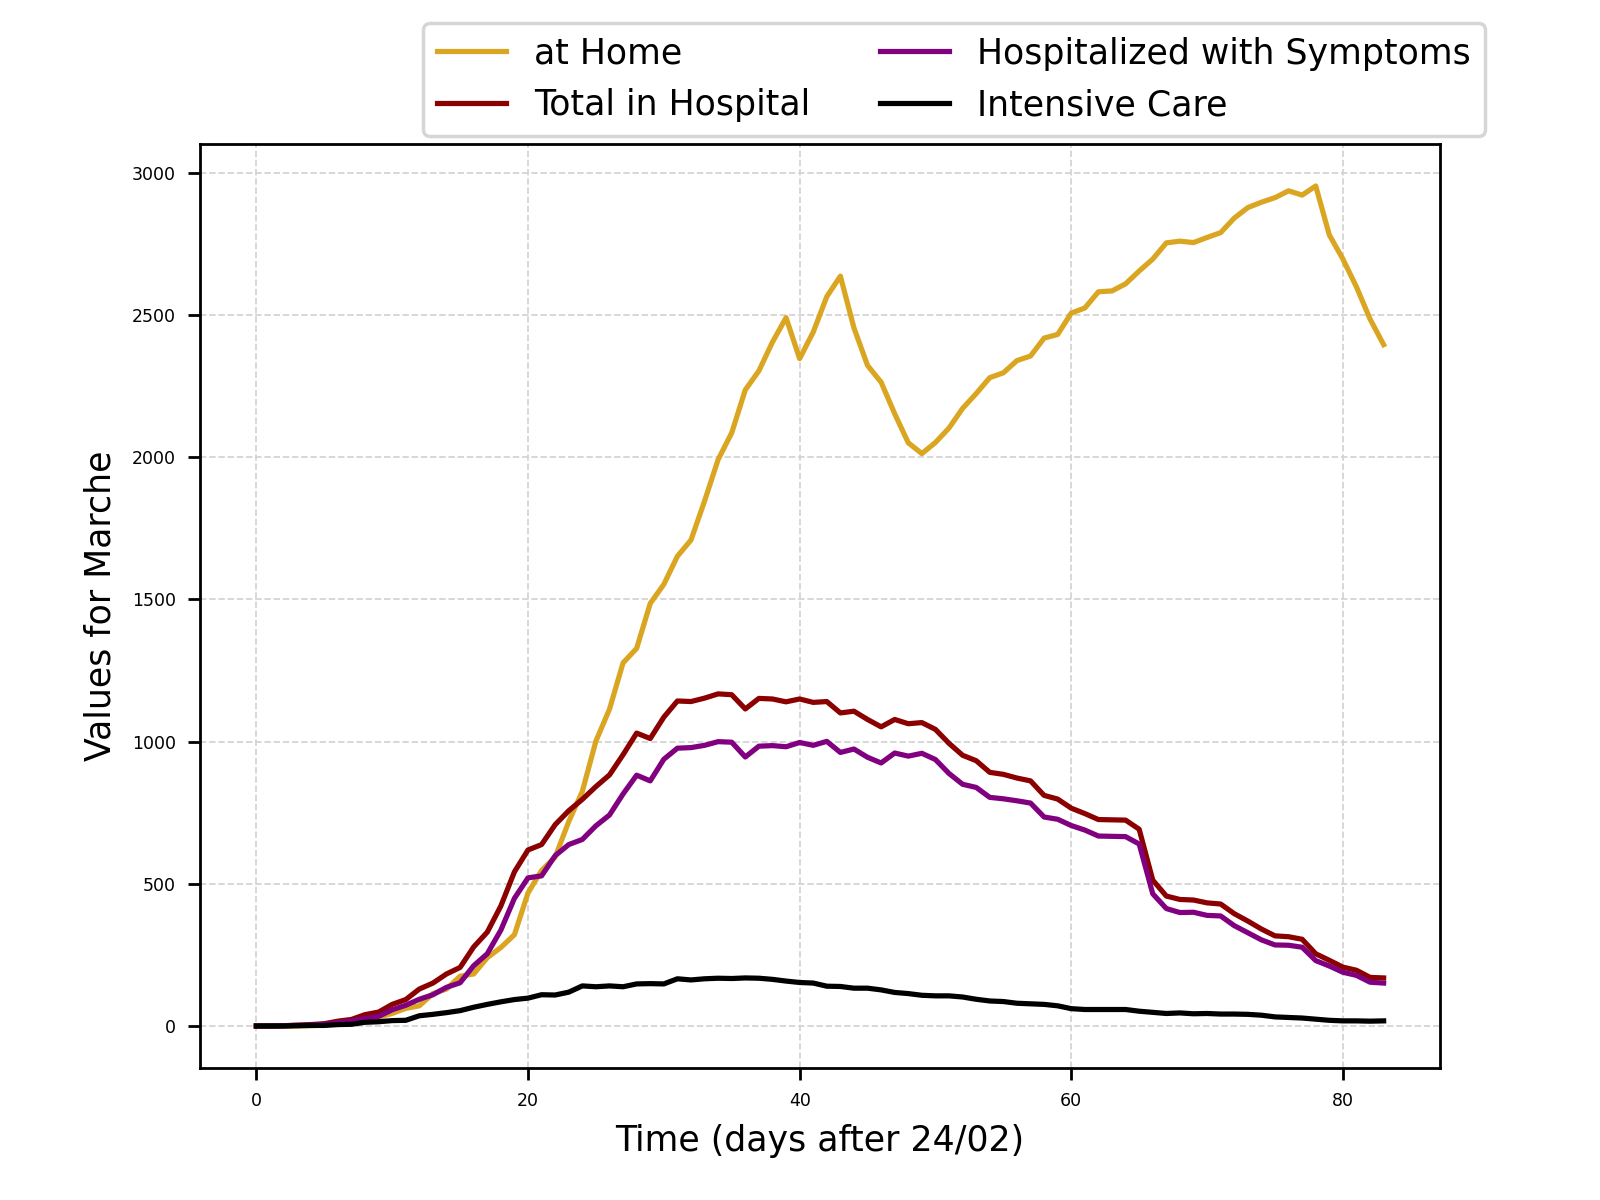 at Home
Total in Hospital
Hospitalized with Symptoms
Intensive Care
3000
2500
2000
1500
1000
500
0
Values for Marche
0 20 40 60 80
Time (days after 24/02)